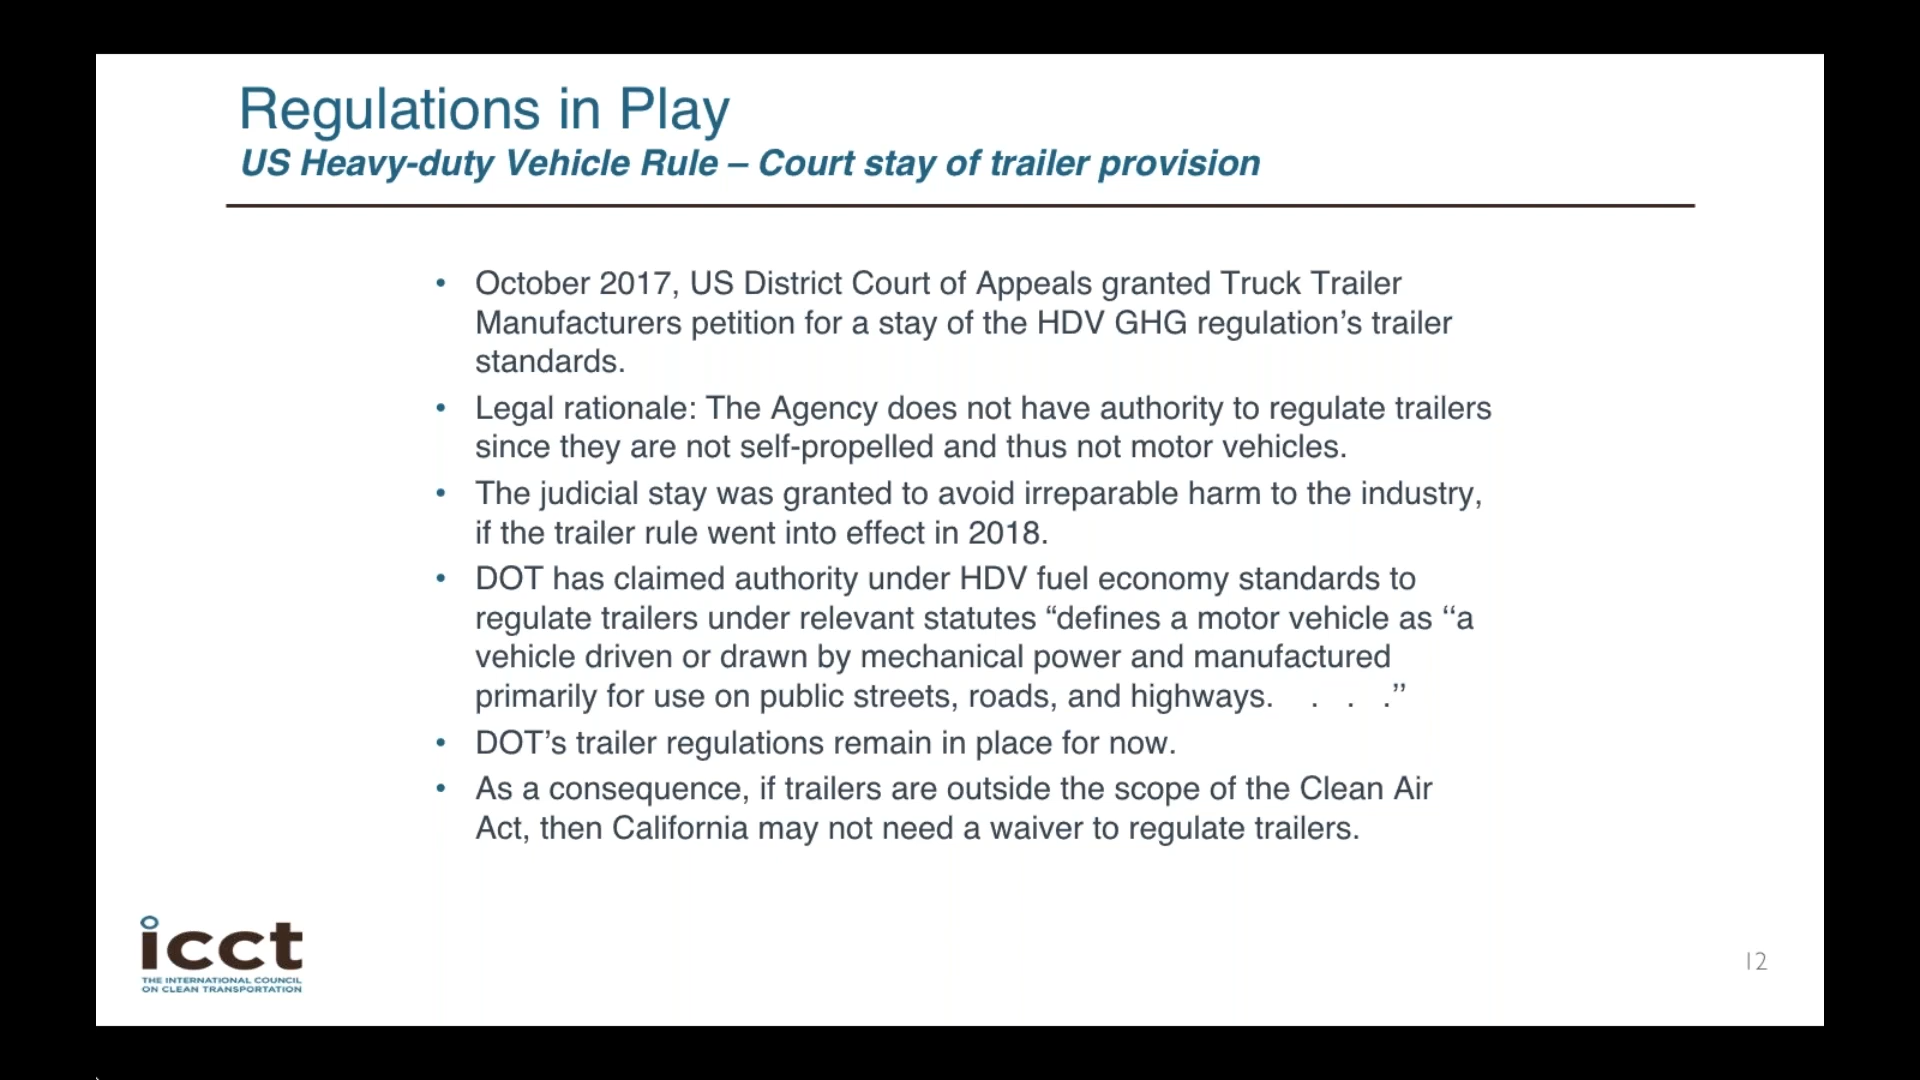 Regulations in Play
US Heavy-duty Vehicle Rule – Court stay of trailer provision
• October 2017, US District Court of Appeals granted Truck Trailer
Manufacturers petition for a stay of the HDV GHG regulation’s trailer
standards.
• Legal rationale: The Agency does not have authority to regulate trailers
since they are not self-propelled and thus not motor vehicles.
• The judicial stay was granted to avoid irreparable harm to the industry,
if the trailer rule went into effect in 2018.
• DOT has claimed authority under HDV fuel economy standards to
regulate trailers under relevant statutes “defines a motor vehicle as ‘‘a
vehicle driven or drawn by mechanical power and manufactured
primarily for use on public streets, roads, and highways. . . .’’
• DOT’s trailer regulations remain in place for now.
• As a consequence, if trailers are outside the scope of the Clean Air
Act, then California may not need a waiver to regulate trailers.
icct
THE INTERNATIONAL COUNCIL
ON CLEAN TRANSPORTATION
12